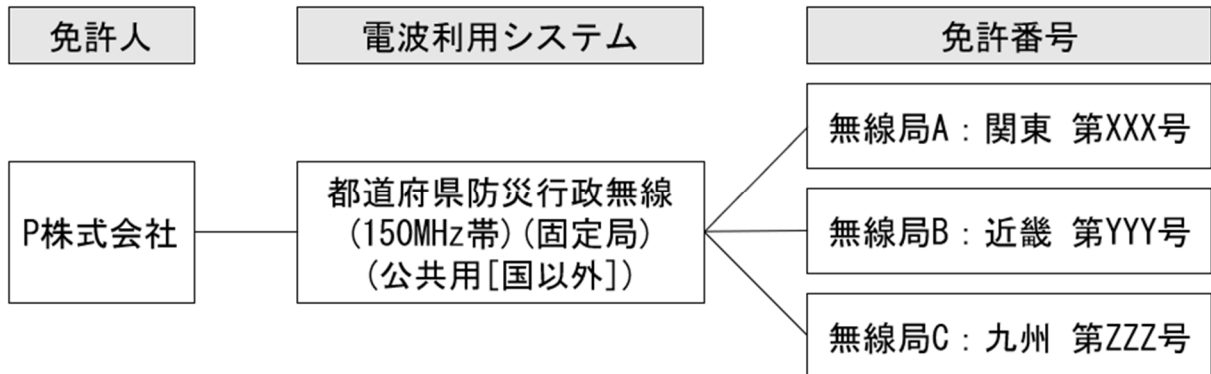 免許人
電波利用システム
免許番号
P株式会社
都道府県防災行政無線
(150MHz帯)(固定局)
(公共用[国以外])
無線局A：関東 第XXX号
無線局B：近畿 第YYY号
無線局C：九州 第ZZZ号